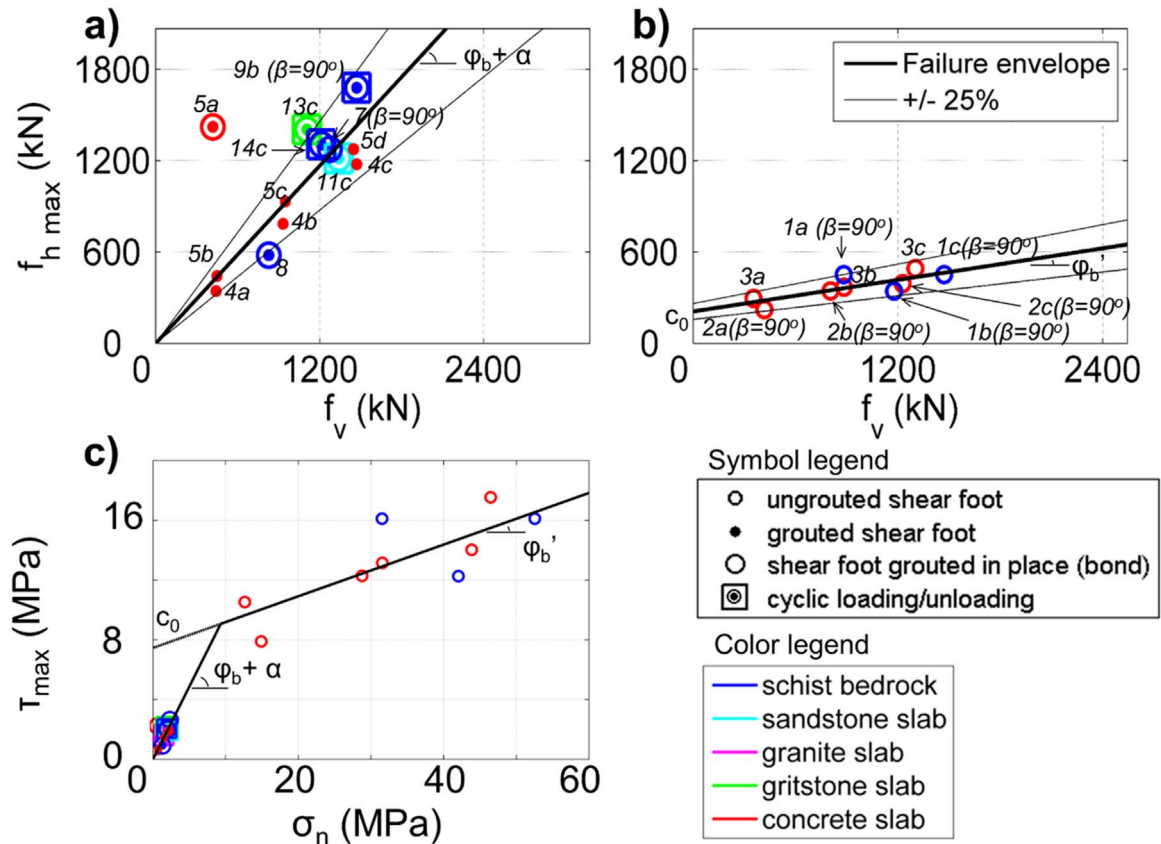 a)
f_h max (kN)
1800
1200
600
0
1200
2400
f_v (kN)
9b (β=90°)
φ_b + α
5a
13c
7(β=90°)
14c
5d
4c
11c
5c
4b
5b
8
4a
b)
Failure envelope
+/- 25%
1800
1200
600
0
0
1200
2400
f_v (kN)
1a (β=90°)
3c
1c(β=90°)
3a
3b
φ_b'
c_0
2a(β=90°)
2b(β=90°)
1b(β=90°)
2c(β=90°)
c)
τ_max (MPa)
16
8
0
0
20
40
60
σ_n (MPa)
c_0
φ_b'
φ_b + α
Symbol legend
ungrouted shear foot
grouted shear foot
shear foot grouted in place (bond)
cyclic loading/unloading
Color legend
schist bedrock
sandstone slab
granite slab
gritstone slab
concrete slab